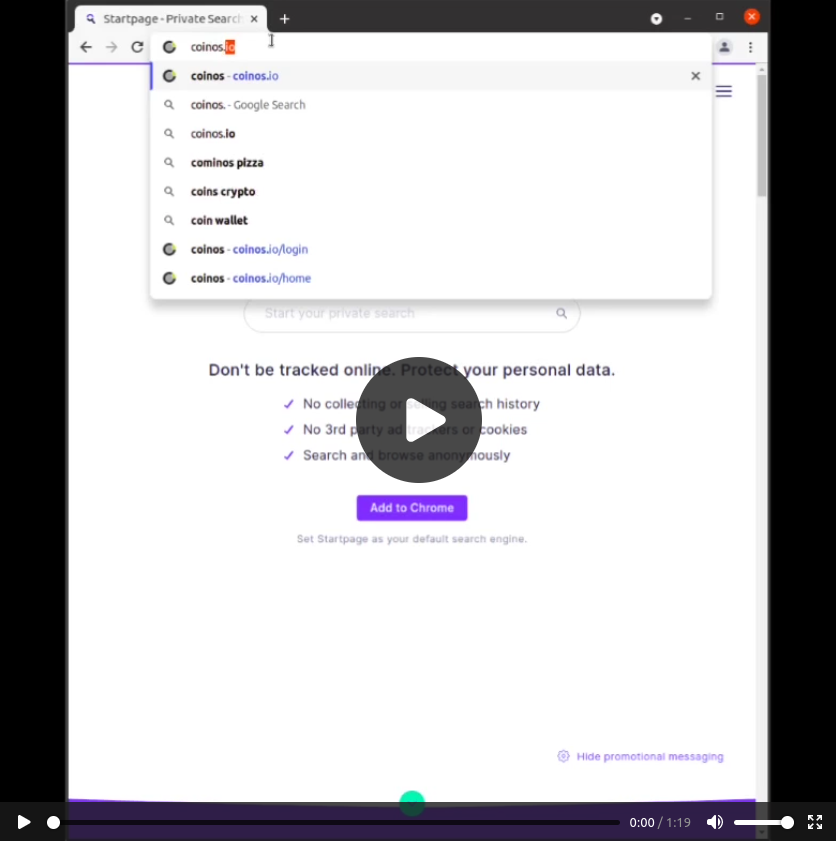 Startpage - Private Search
coinos.io
coinos - coinos.io
coinos. - Google Search
coinos.io
cominos pizza
coins crypto
coin wallet
coinos - coinos.io/login
coinos - coinos.io/home
Start your private search
Don't be tracked online. Protect your personal data.
No collecting or selling search history
No 3rd party ad trackers or cookies
Search and browse anonymously
Add to Chrome
Set Startpage as your default search engine.
Hide promotional messaging
0:00 / 1:19